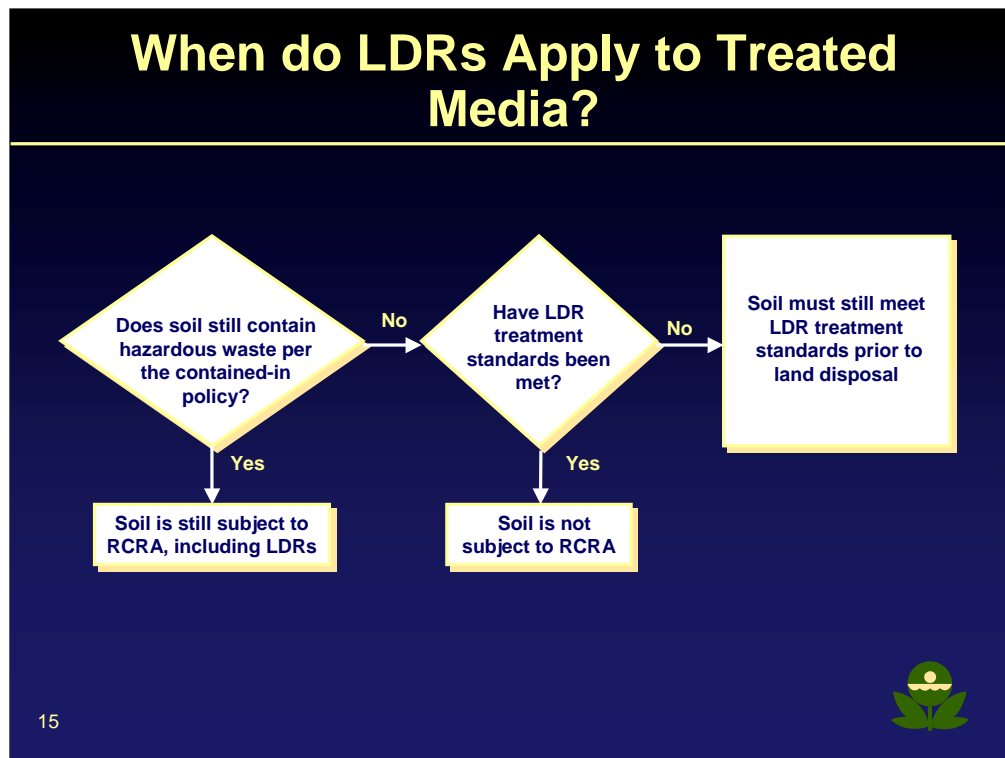 When do LDRs Apply to Treated
Media?
Does soil still contain
hazardous waste per
the contained-in
policy?
No
Have LDR
treatment
standards been
met?
No
Soil must still meet
LDR treatment
standards prior to
land disposal
Yes
Yes
Soil is still subject to
RCRA, including LDRs
Soil is not
subject to RCRA
15